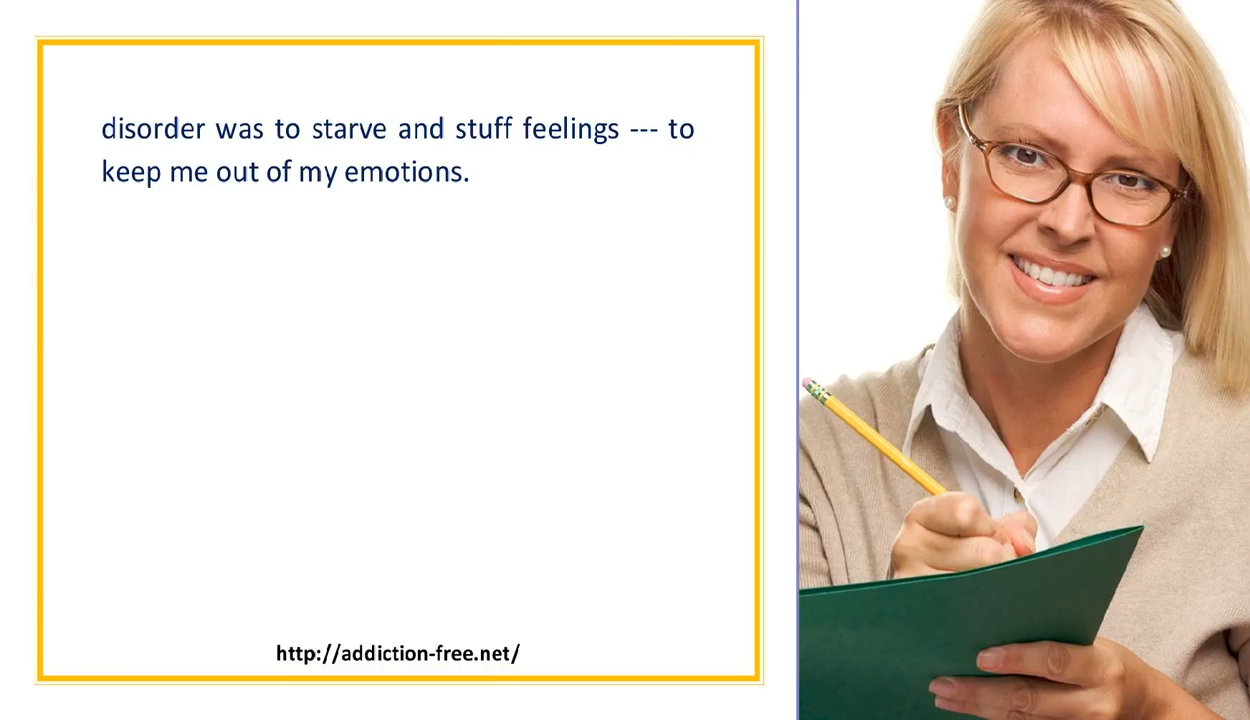 disorder was to starve and stuff feelings --- to
keep me out of my emotions.
http://addiction-free.net/